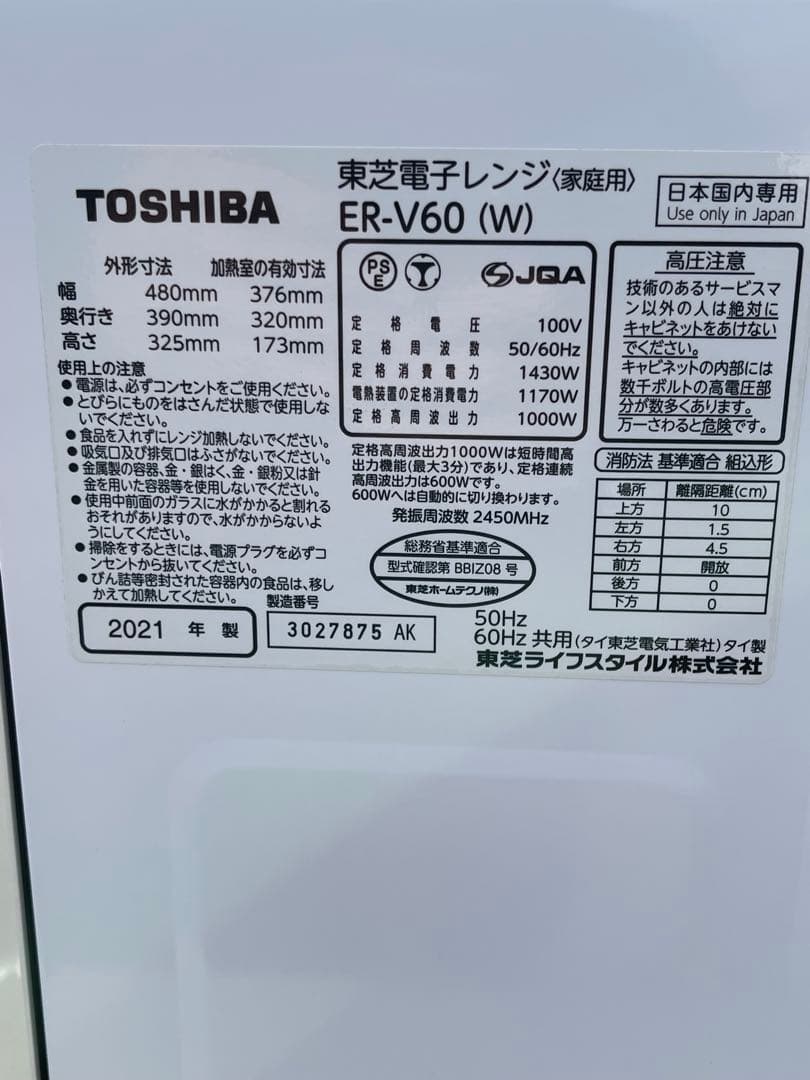 TOSHIBA
東芝電子レンジ〈家庭用〉
ER-V60 (W)
日本国内専用
Use only in Japan
外形寸法 加熱室の有効寸法
幅 480mm 376mm
奥行き 390mm 320mm
高さ 325mm 173mm
使用上の注意
●電源は、必ずコンセントをご使用ください。
●とびらにものをはさんだ状態で使用しな
いでください。
●食品を入れずにレンジ加熱しないでください。
●吸気口及び排気口はふさがないでください。
●金属製の容器、金・銀はく、金・銀粉又は針
金を用いた容器等を使用しないでください。
●使用中前面のガラスに水がかかると割れる
おそれがありますので、水がかからないよ
うにしてください。
●掃除をするときには、電源プラグを必ずコ
ンセントから抜いてください。
●びん詰等密封された容器内の食品は、移し
かえて加熱してください。
PS
E
JQA
定格電圧 100V
定格周波数 50/60Hz
定格消費電力 1430W
電熱装置の定格消費電力 1170W
定格高周波出力 1000W
定格高周波出力1000Wは短時間高
出力機能(最大3分)であり、定格連続
高周波出力は600Wです。
600Wへは自動的に切り換わります。
発振周波数 2450MHz
総務省基準適合
型式確認第 BBIZ08 号
東芝ホームテクノ(株)
高圧注意
技術のあるサービスマ
ン以外の人は絶対に
キャビネットをあけない
でください。
キャビネットの内部には
数千ボルトの高電圧部
分が数多くあります。
万一さわると危険です。
消防法 基準適合 組込形
場所 離隔距離(cm)
上方 10
左方 1.5
右方 4.5
前方 開放
後方 0
下方 0
2021 年 製
製造番号
3027875 AK
50Hz
60Hz 共用(タイ東芝電気工業社)タイ製
東芝ライフスタイル株式会社